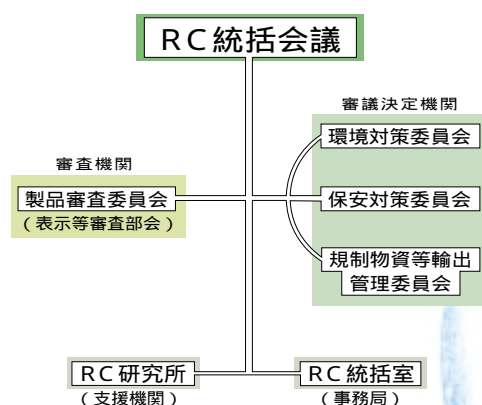 RC統括会議
審議決定機関
環境対策委員会
審査機関
製品審査委員会
(表示等審査部会)
保安対策委員会
規制物資等輸出
管理委員会
RC研究所
(支援機関)
RC統括室
(事務局)